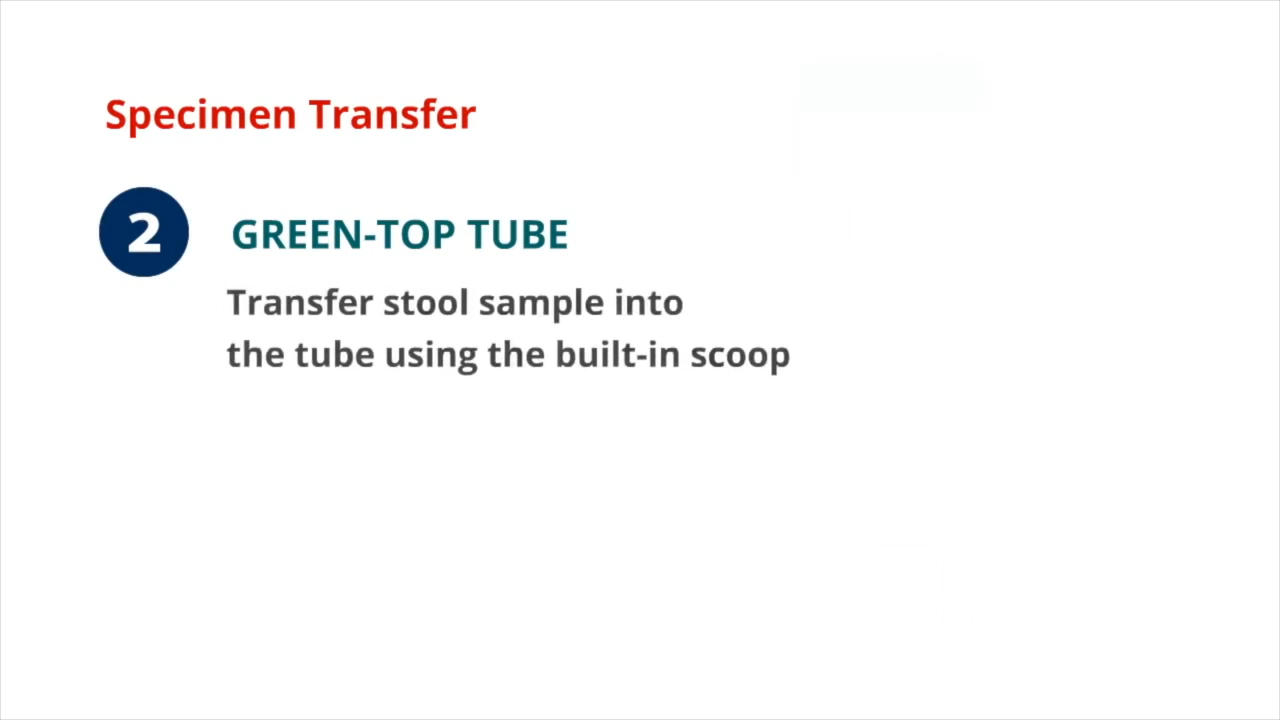 Specimen Transfer
2
GREEN-TOP TUBE
Transfer stool sample into
the tube using the built-in scoop